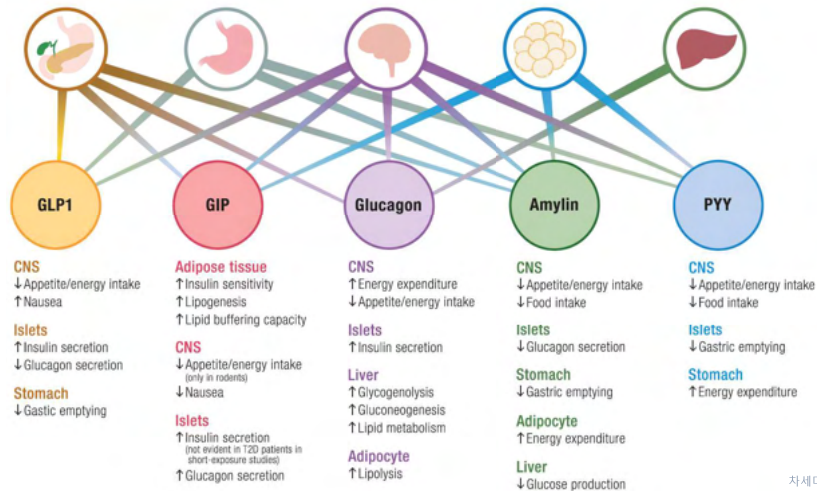 GLP1
GIP
Glucagon
Amylin
PYY
CNS
↓Appetite/energy intake
↑Nausea
Islets
↑Insulin secretion
↓Glucagon secretion
Stomach
↓Gastic emptying
Adipose tissue
↑Insulin sensitivity
↑Lipogenesis
↑Lipid buffering capacity
CNS
↓Appetite/energy intake
(only in rodents)
↓Nausea
Islets
↑Insulin secretion
(not evident in T2D patients in
short-exposure studies)
↑Glucagon secretion
CNS
↑Energy expenditure
↓Appetite/energy intake
Islets
↑Insulin secretion
Liver
↑Glycogenolysis
↑Gluconeogenesis
↑Lipid metabolism
Adipocyte
↑Lipolysis
CNS
↓Appetite/energy intake
↓Food intake
Islets
↓Glucagon secretion
Stomach
↓Gastric emptying
Adipocyte
↑Energy expenditure
Liver
↓Glucose production
CNS
↓Appetite/energy intake
↓Food intake
Islets
↓Gastric emptying
Stomach
↑Energy expenditure